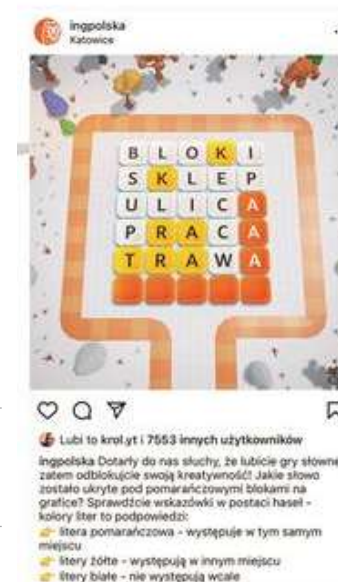 ingpolska
Katowice
B L O K I
S K L E P
U L I C A
P R A C A
T R A W A
Lubi to krol.yt i 7553 innych użytkowników
ingpolska Dotarły do nas słuchy, że lubicie gry słowne,
zatem odblokujcie swoją kreatywność! Jakie słowo
zostało ukryte pod pomarańczowymi blokami na
grafice? Sprawdźcie wskazówki w postaci haseł -
kolory liter to podpowiedzi:
👉 litera pomarańczowa - występuje w tym samym
miejscu
👉 litery żółte - występują w innym miejscu
👉 litery białe - nie występują wcale